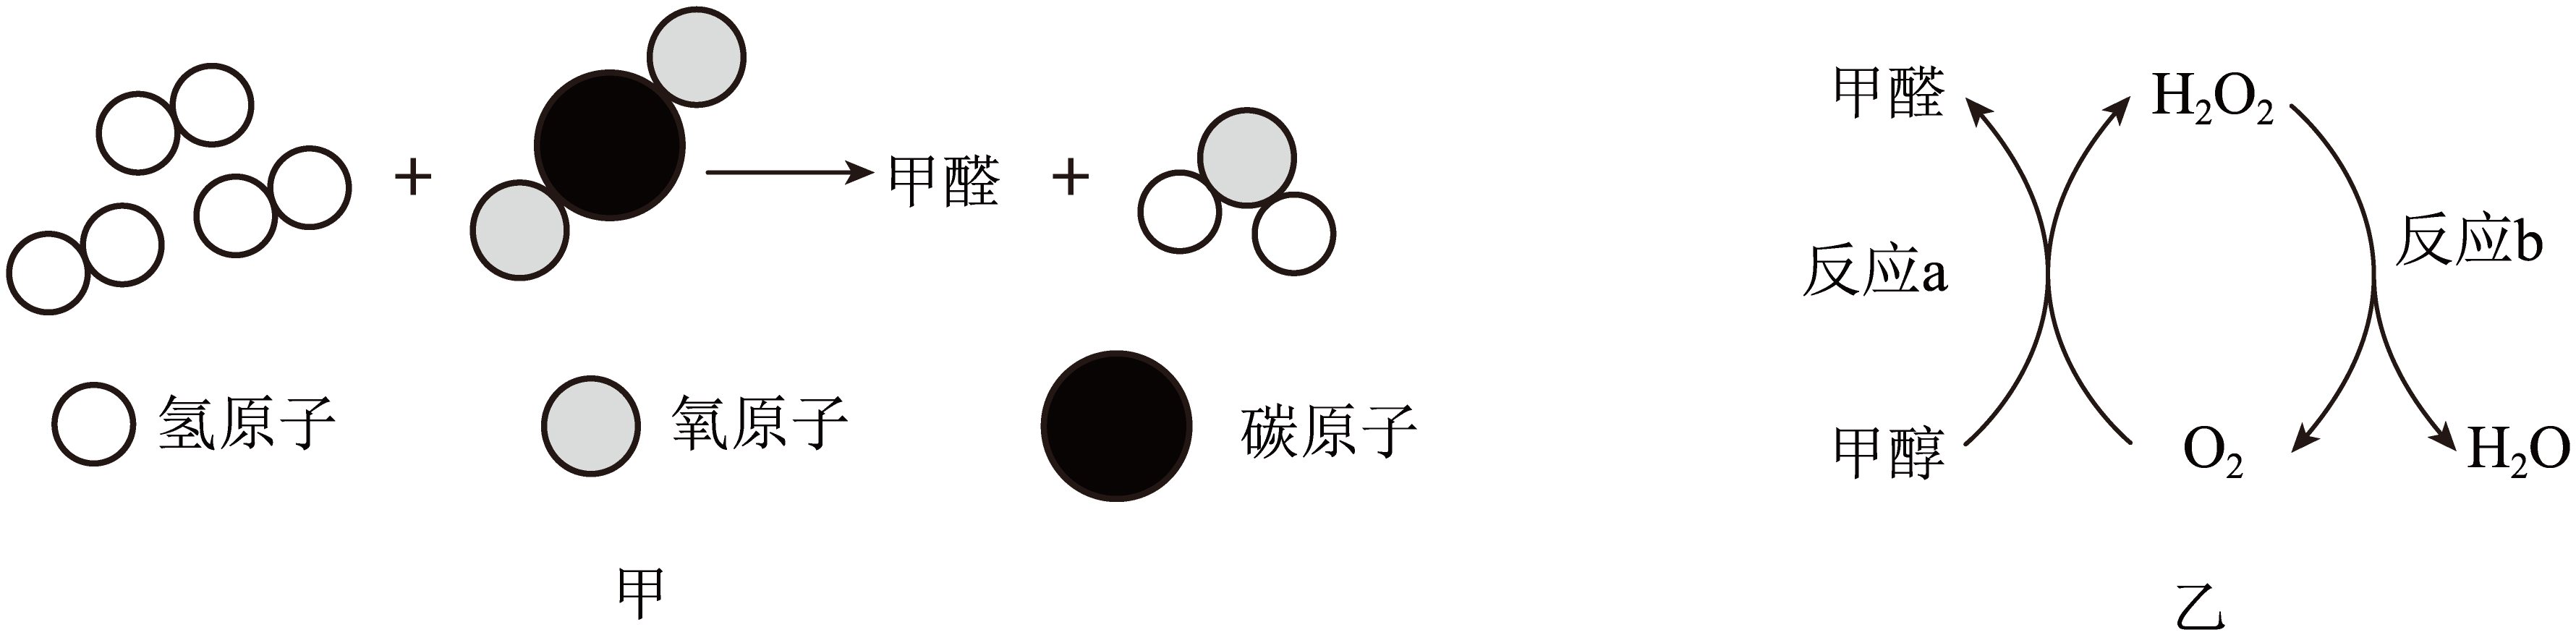 + 甲醛 +
氢原子 氧原子 碳原子
甲
甲醛 H₂O₂
反应a 反应b
甲醇 O₂ H₂O
乙